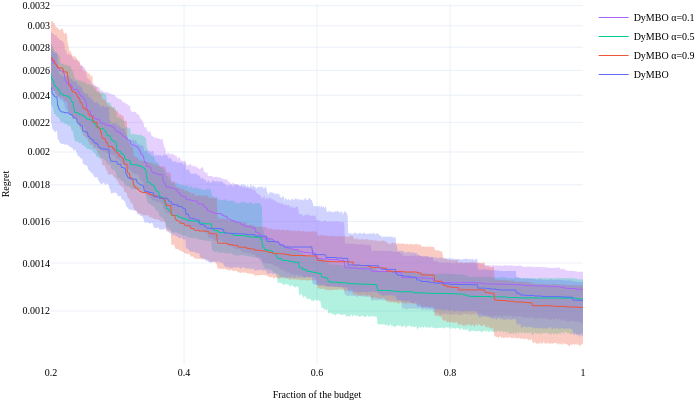 0.0032
0.003
0.0028
0.0026
0.0024
0.0022
0.002
0.0018
0.0016
0.0014
0.0012
Regret
0.2 0.4 0.6 0.8 1
Fraction of the budget
DyMBO α=0.1
DyMBO α=0.5
DyMBO α=0.9
DyMBO